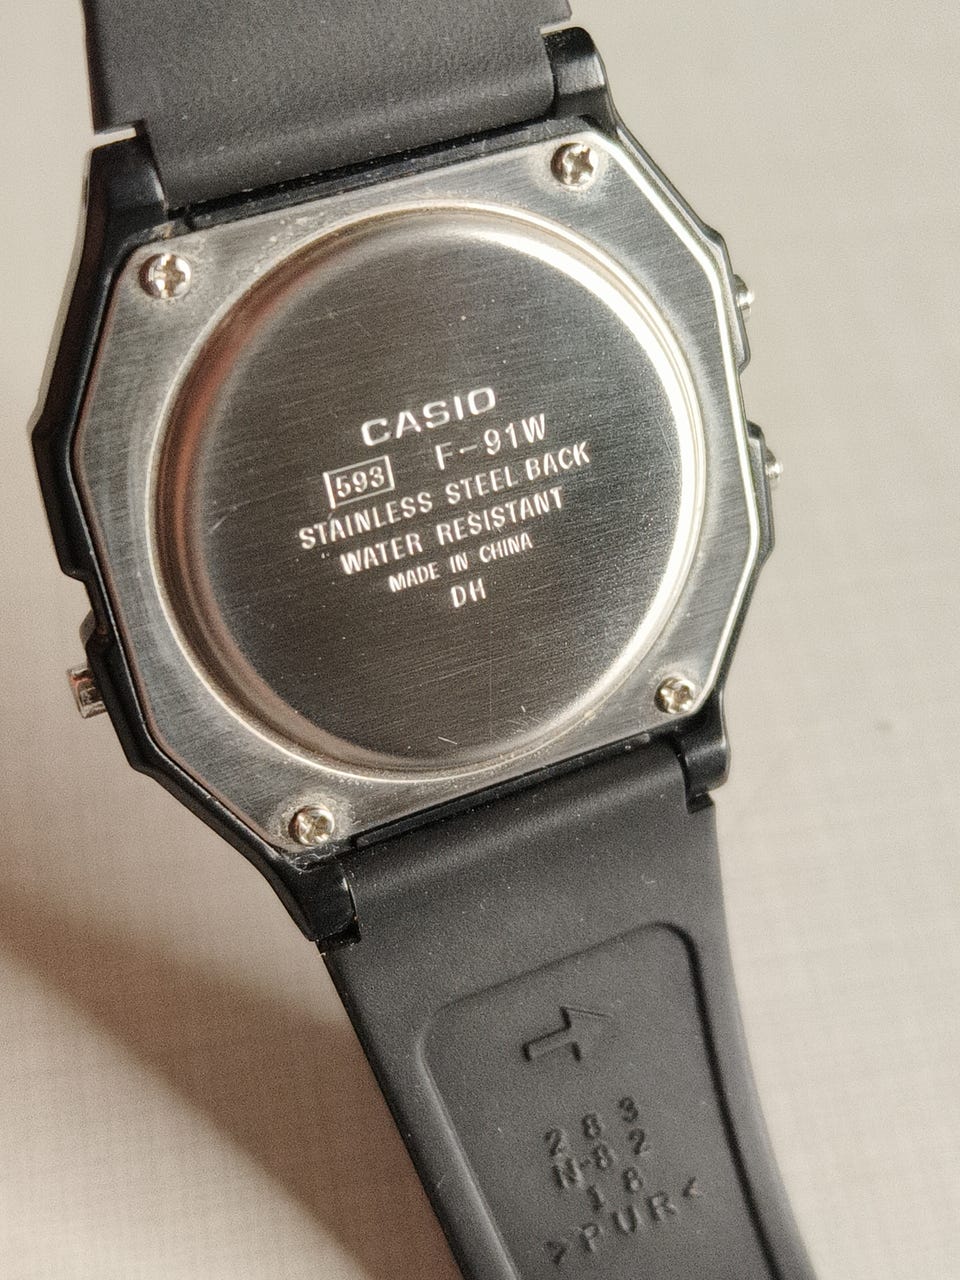 CASIO
593 F-91W
STAINLESS STEEL BACK
WATER RESISTANT
MADE IN CHINA
DH
283
N-82
18
>PUR<